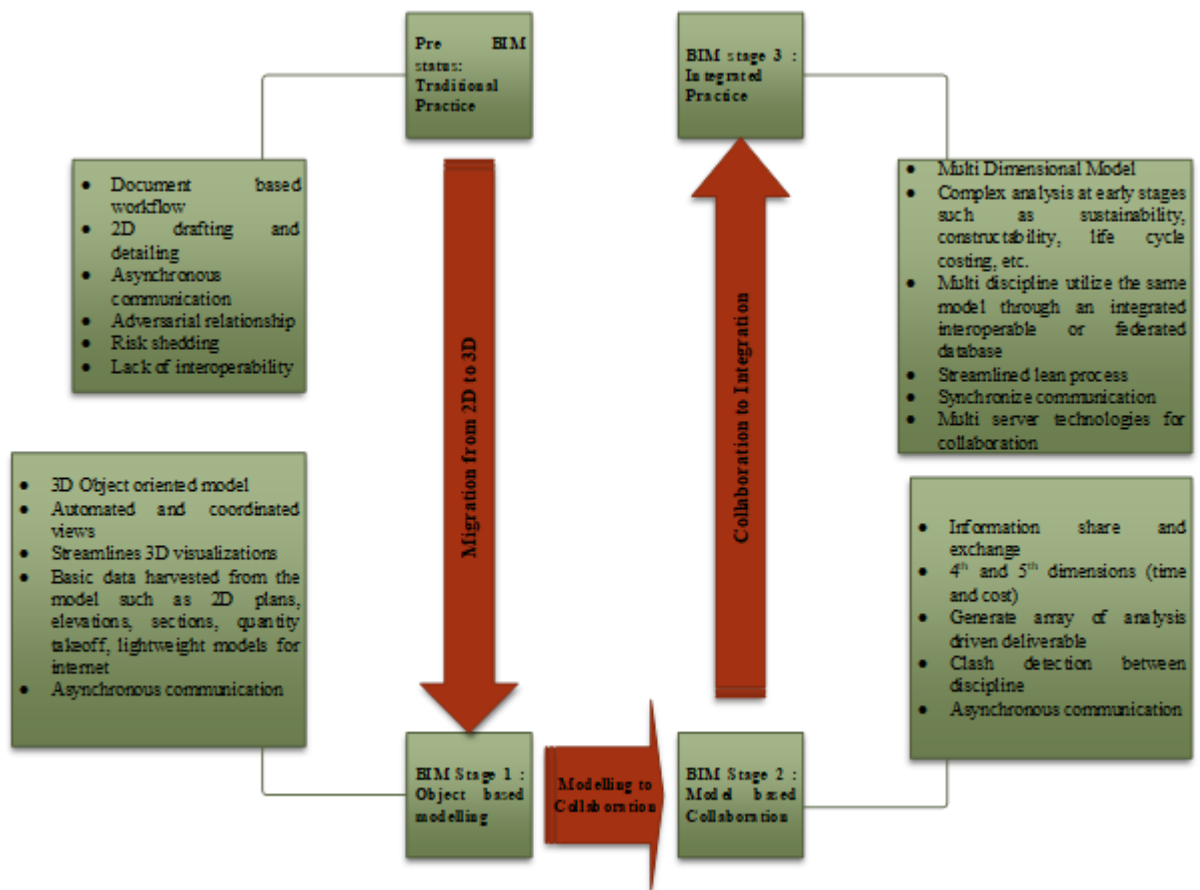 Pre BIM
status:
Traditional
Practice
BIM stage 3 :
Integrated
Practice
• Document based
workflow
• 2D drafting and
detailing
• Asynchronous
communication
• Adversarial relationship
• Risk shedding
• Lack of interoperability
Migration from 2D to 3D
Collaboration to Integration
• Multi Dimensional Model
• Complex analysis at early stages
such as sustainability,
constructability, life cycle
costing, etc.
• Multi discipline utilize the same
model through an integrated
interoperable or federated
database
• Streamlined lean process
• Synchronize communication
• Multi server technologies for
collaboration
• 3D Object oriented model
• Automated and coordinated
views
• Streamlines 3D visualizations
• Basic data harvested from the
model such as 2D plans,
elevations, sections, quantity
takeoff, lightweight models for
internet
• Asynchronous communication
• Information share and
exchange
• 4th and 5th dimensions (time
and cost)
• Generate array of analysis
driven deliverable
• Clash detection between
discipline
• Asynchronous communication
BIM Stage 1 :
Object based
modelling
Modelling to
Collaboration
BIM Stage 2 :
Model based
Collaboration